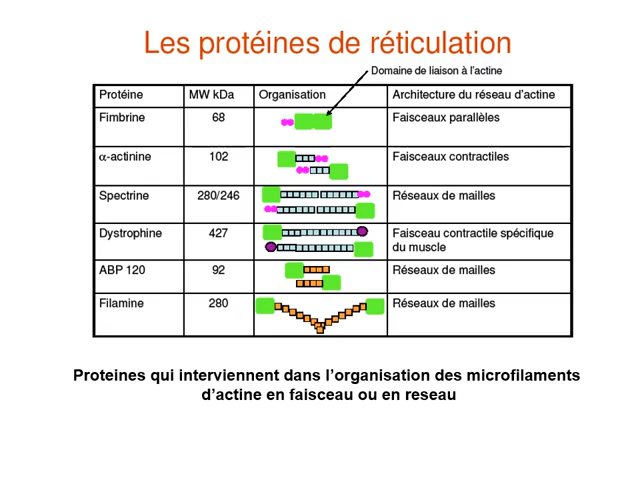 Les protéines de réticulation
Domaine de liaison à l'actine
Protéine MW kDa Organisation Architecture du réseau d'actine
Fimbrine 68 Faisceaux parallèles
α-actinine 102 Faisceaux contractiles
Spectrine 280/246 Réseaux de mailles
Dystrophine 427 Faisceau contractile spécifique
du muscle
ABP 120 92 Réseaux de mailles
Filamine 280 Réseaux de mailles
Proteines qui interviennent dans l'organisation des microfilaments
d'actine en faisceau ou en reseau